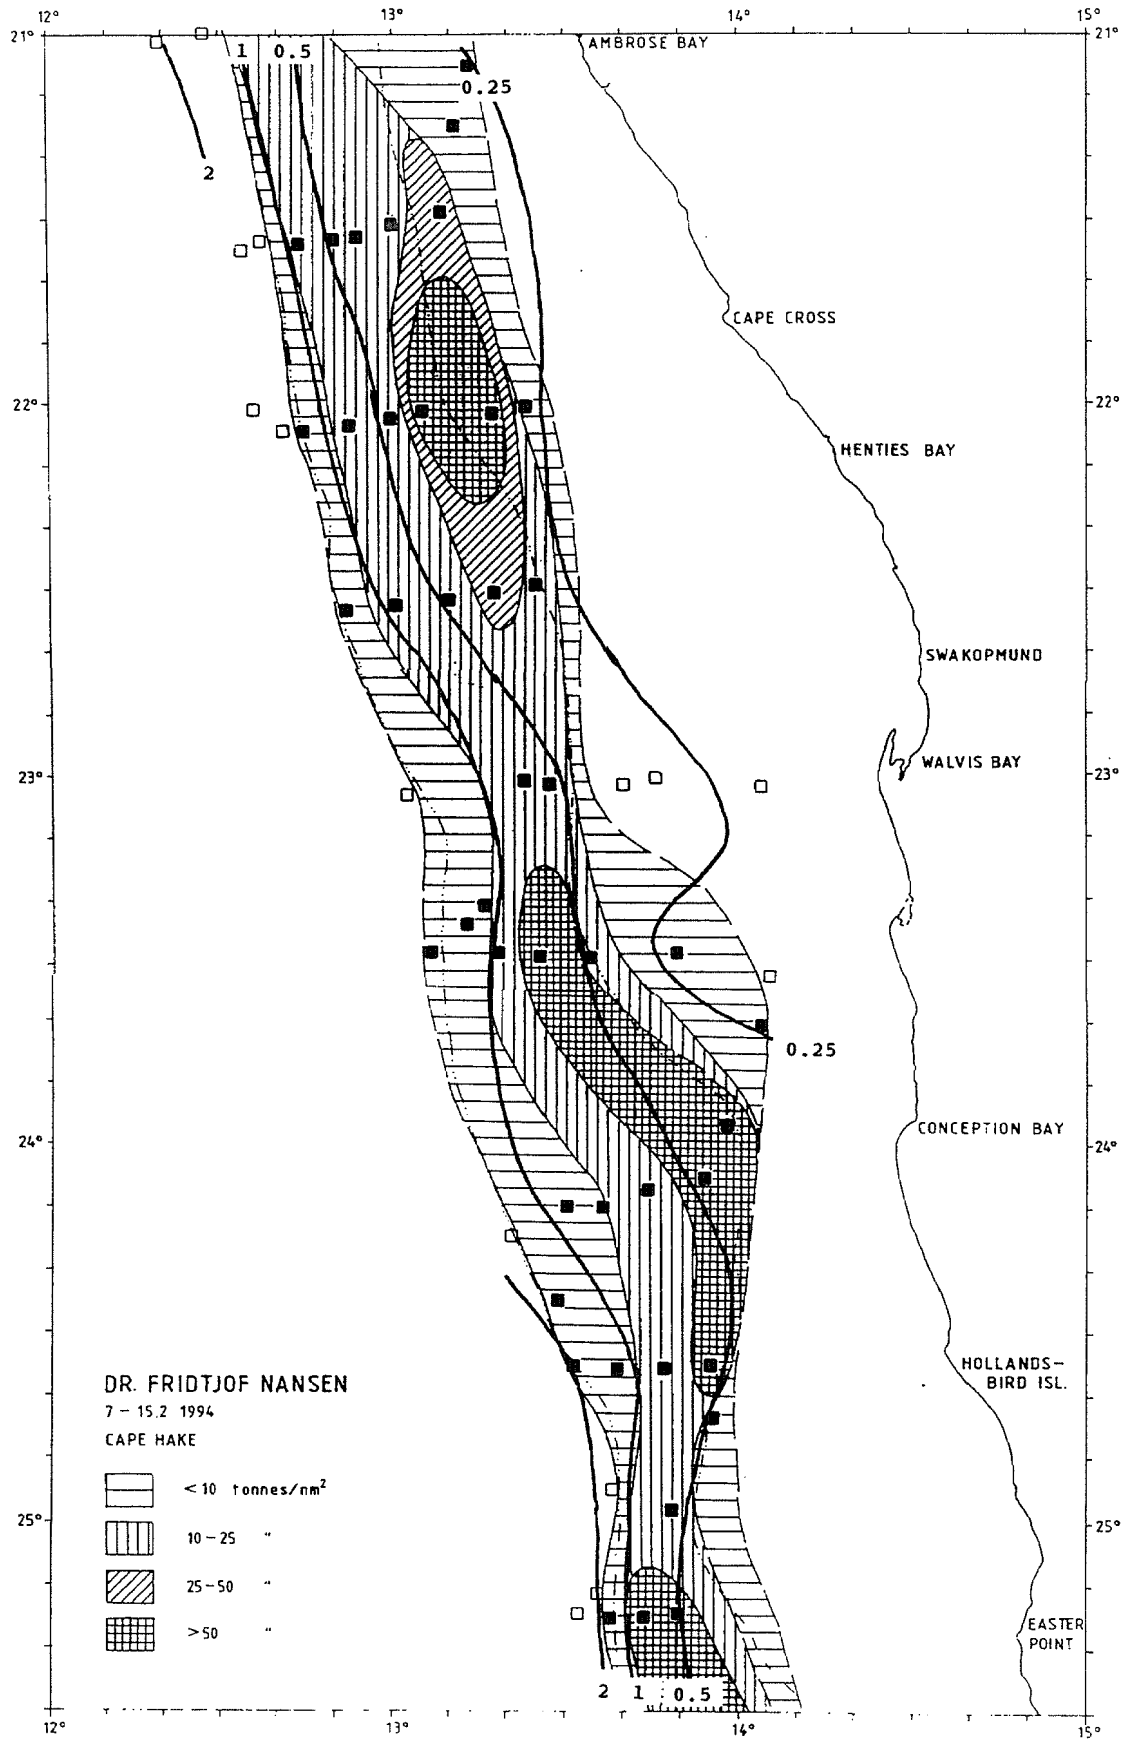 12° 13° 14° 15°
21° 21°
AMBROSE BAY
1 0.5
0.25
2
CAPE CROSS
22° 22°
HENTIES BAY
SWAKOPMUND
WALVIS BAY
23° 23°
0.25
24° 24°
CONCEPTION BAY
HOLLANDS-
BIRD ISL.
DR. FRIDTJOF NANSEN
7 - 15.2 1994
CAPE HAKE
<10 tonnes/nm²
10-25 "
25-50 "
>50 "
25° 25°
EASTER
POINT
2 1 0.5
12° 13° 14° 15°